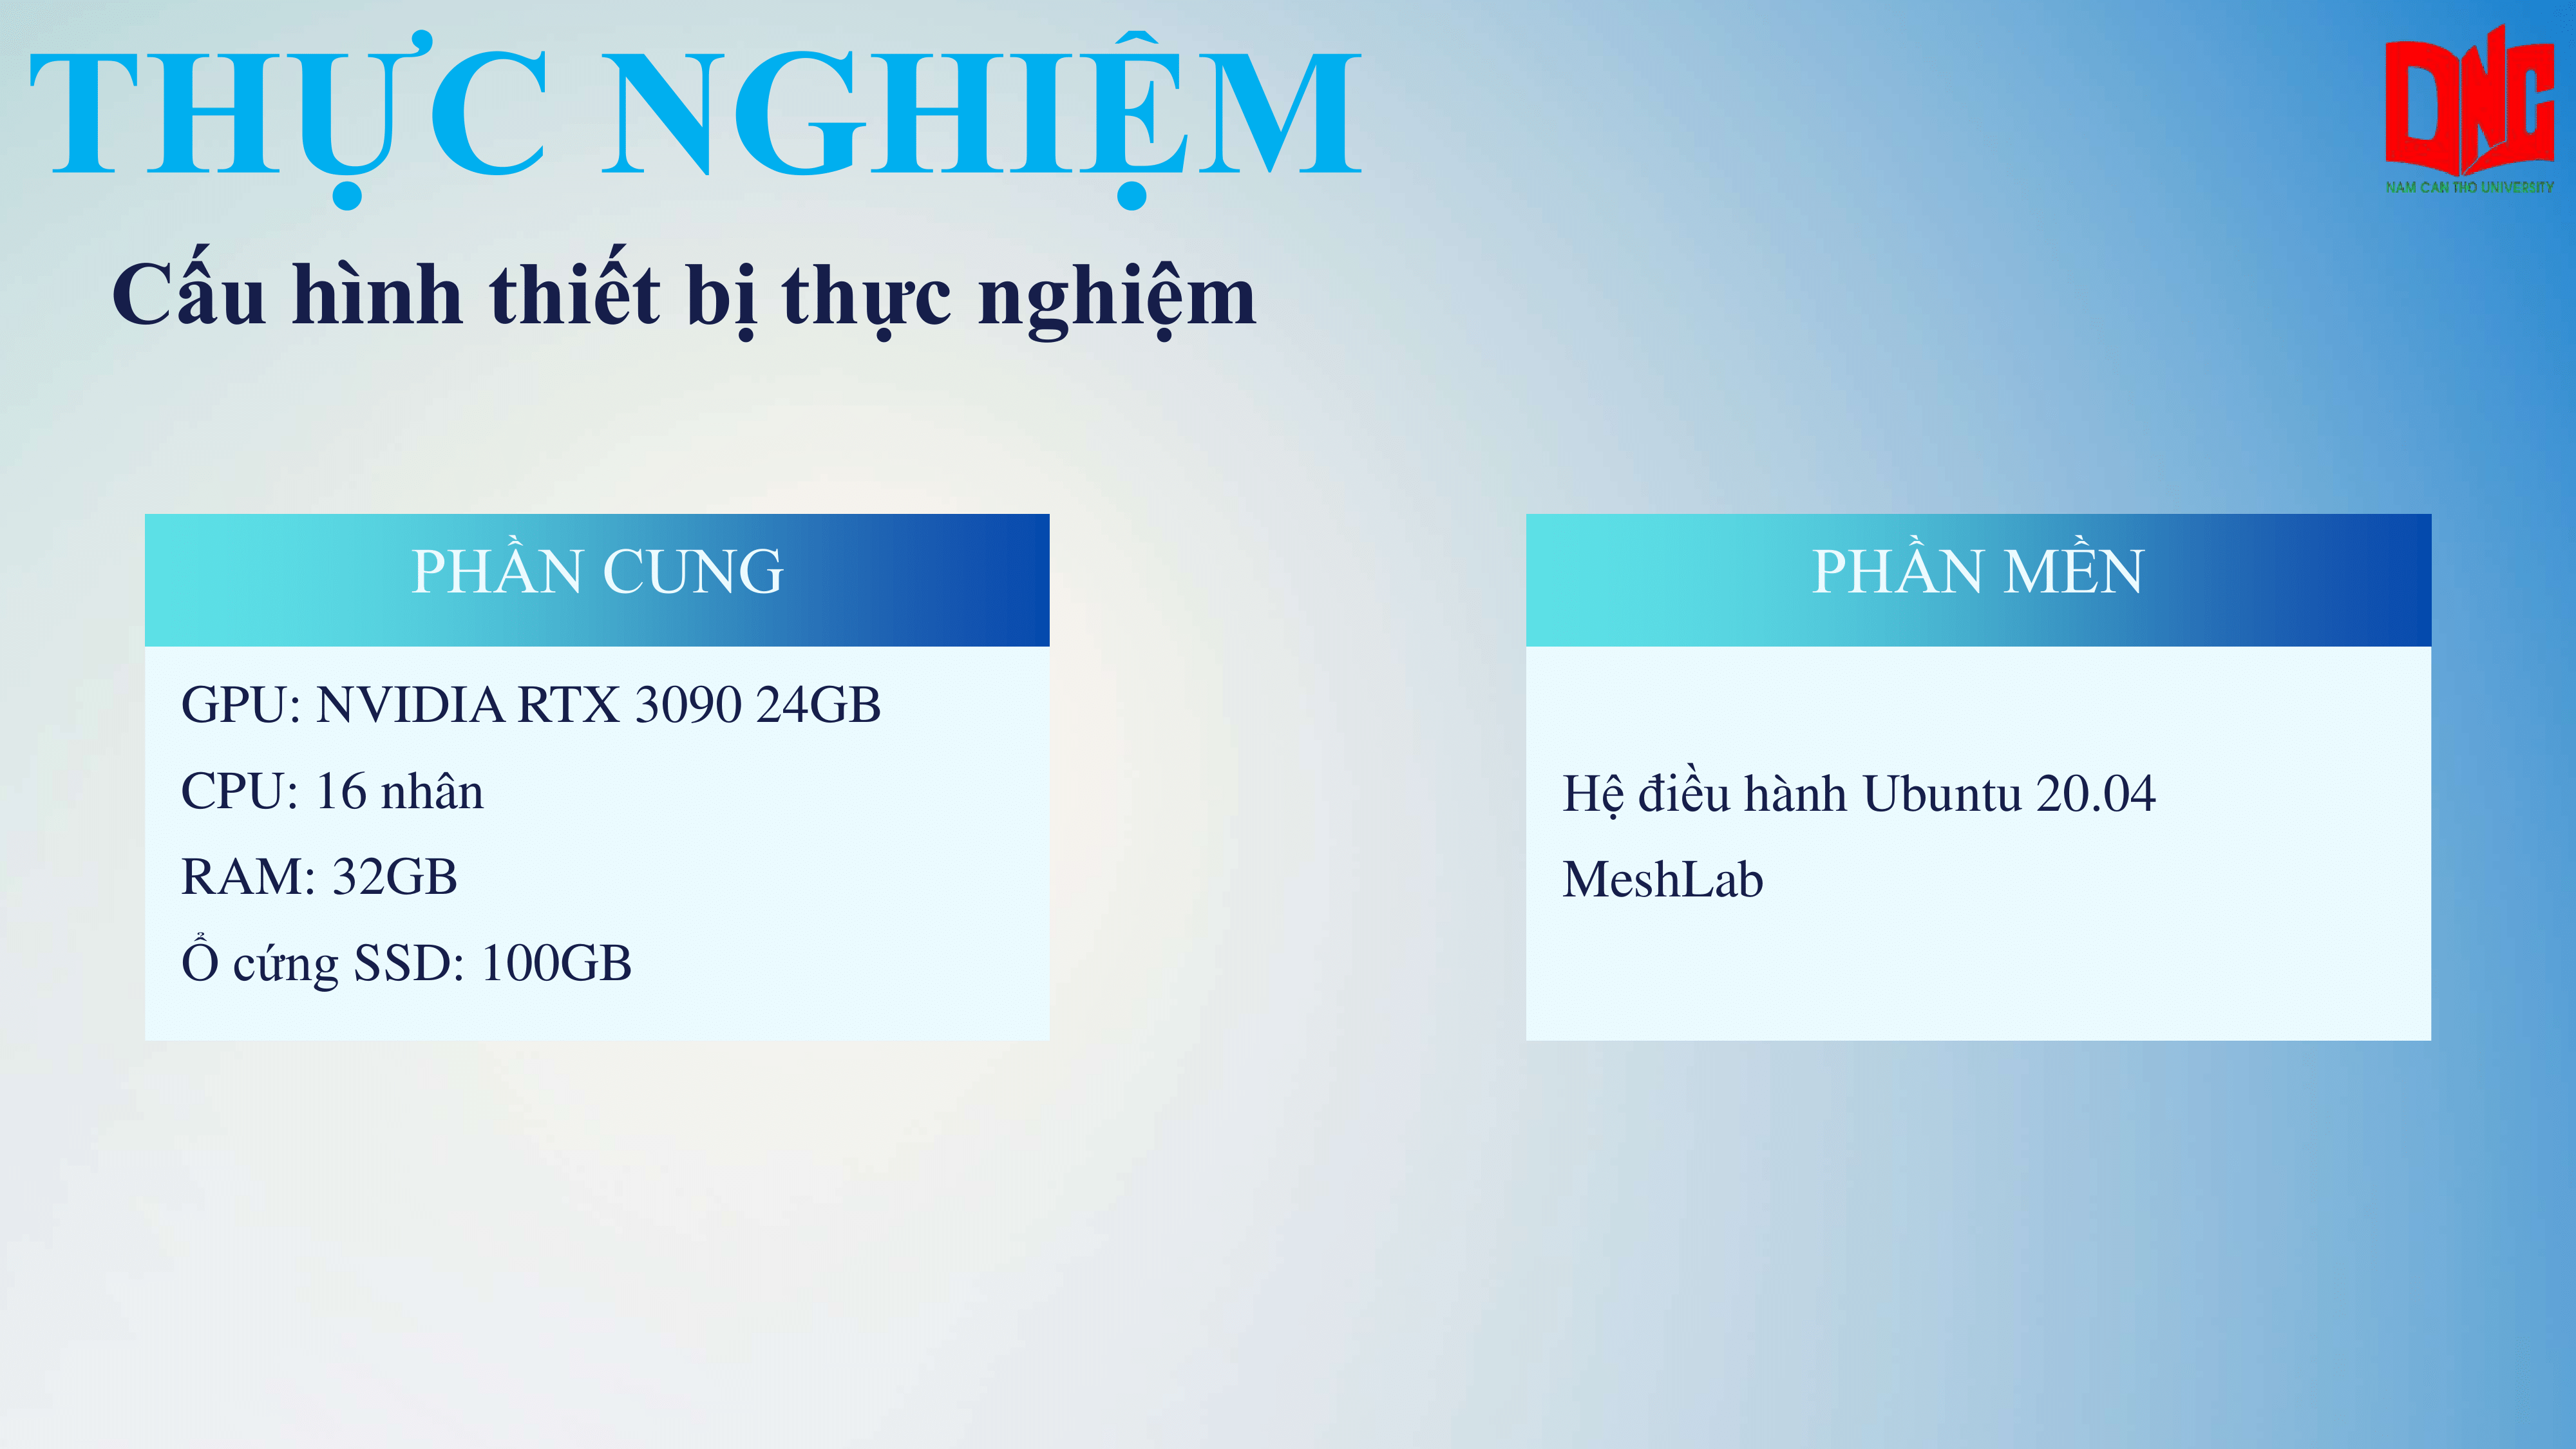 THỰC NGHIỆM
DNC
NAM CAN THO UNIVERSITY
Cấu hình thiết bị thực nghiệm
PHẦN CUNG
GPU: NVIDIA RTX 3090 24GB
CPU: 16 nhân
RAM: 32GB
Ổ cứng SSD: 100GB
PHẦN MỀN
Hệ điều hành Ubuntu 20.04
MeshLab